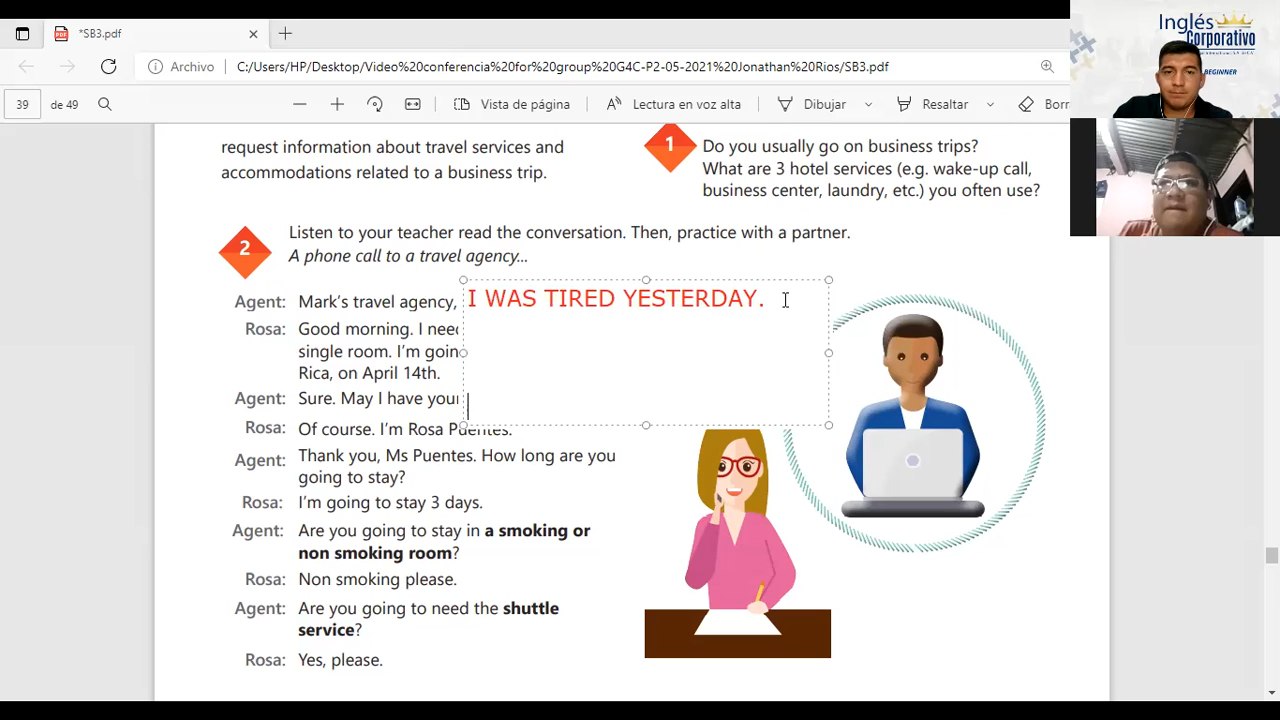 *SB3.pdf
Archivo
C:/Users/HP/Desktop/Video%20conferencia%20for%20group%20G4C-P2-05-2021%20Jonathan%20Rios/SB3.pdf
39
de 49
Vista de página
Lectura en voz alta
Dibujar
Resaltar
Borr
Inglés
Corporativo
BEGINNER
request information about travel services and
accommodations related to a business trip.
1
Do you usually go on business trips?
What are 3 hotel services (e.g. wake-up call,
business center, laundry, etc.) you often use?
2
Listen to your teacher read the conversation. Then, practice with a partner.
A phone call to a travel agency...
Agent: Mark's travel agency,
I WAS TIRED YESTERDAY.
Rosa: Good morning. I need
single room. I'm goin
Rica, on April 14th.
Agent: Sure. May I have your
Rosa: Of course. I'm Rosa Puentes.
Agent: Thank you, Ms Puentes. How long are you
going to stay?
Rosa: I'm going to stay 3 days.
Agent: Are you going to stay in a smoking or
non smoking room?
Rosa: Non smoking please.
Agent: Are you going to need the shuttle
service?
Rosa: Yes, please.